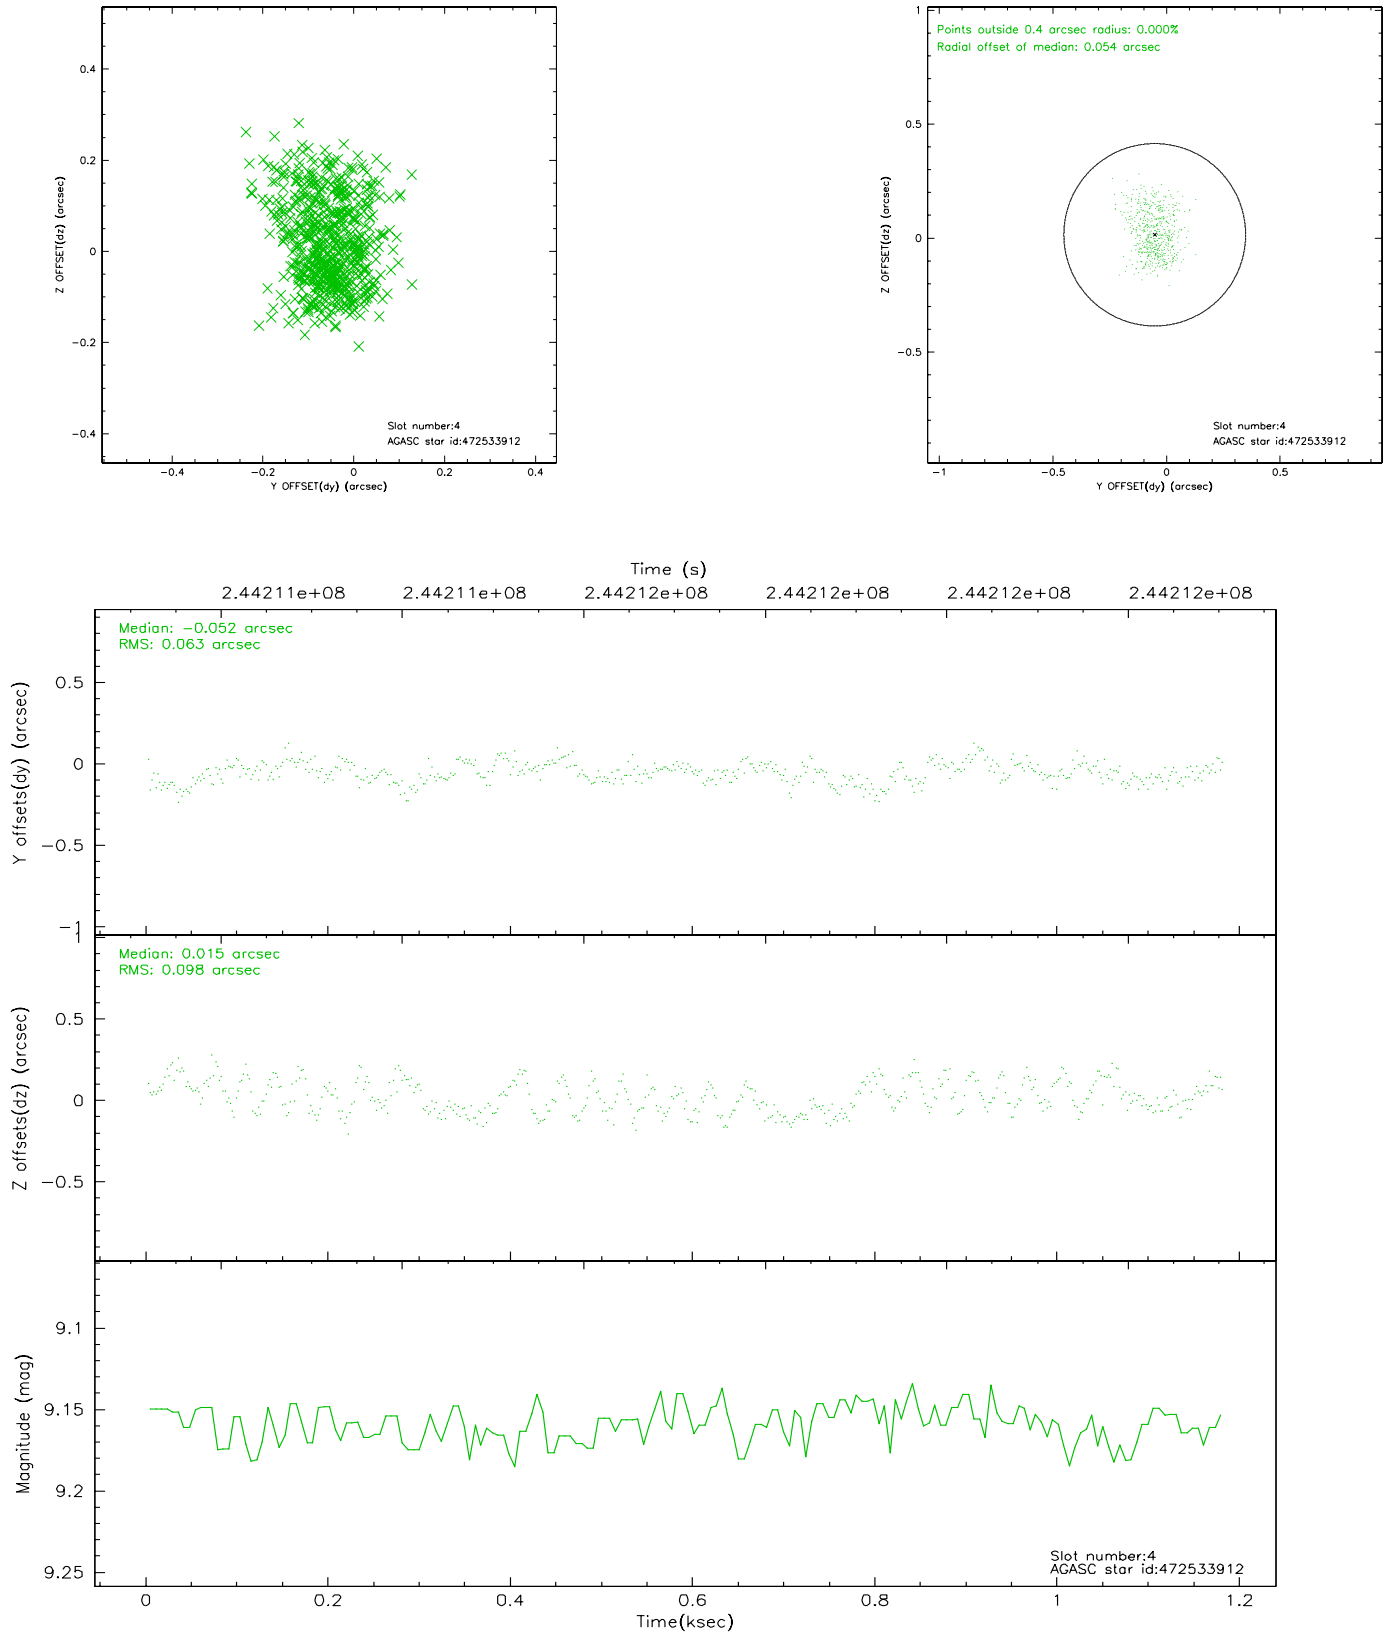 0.4
0.2
0
−0.2
−0.4
Z OFFSET(dz) (arcsec)
Slot number:4
AGASC star id:472533912
−0.4 −0.2 0 0.2 0.4
Y OFFSET(dy) (arcsec)
Points outside 0.4 arcsec radius: 0.000%
Radial offset of median: 0.054 arcsec
1
0.5
0
−0.5
Z OFFSET(dz) (arcsec)
Slot number:4
AGASC star id:472533912
−1 −0.5 0 0.5
Y OFFSET(dy) (arcsec)
Time (s)
2.44211e+08 2.44211e+08 2.44212e+08 2.44212e+08 2.44212e+08 2.44212e+08
Median: −0.052 arcsec
RMS: 0.063 arcsec
0.5
0
−0.5
−1
Y offsets(dy) (arcsec)
Median: 0.015 arcsec
RMS: 0.098 arcsec
1
0.5
0
−0.5
Z offsets(dz) (arcsec)
9.1
9.15
9.2
9.25
Magnitude (mag)
Slot number:4
AGASC star id:472533912
0 0.2 0.4 0.6 0.8 1 1.2
Time(ksec)